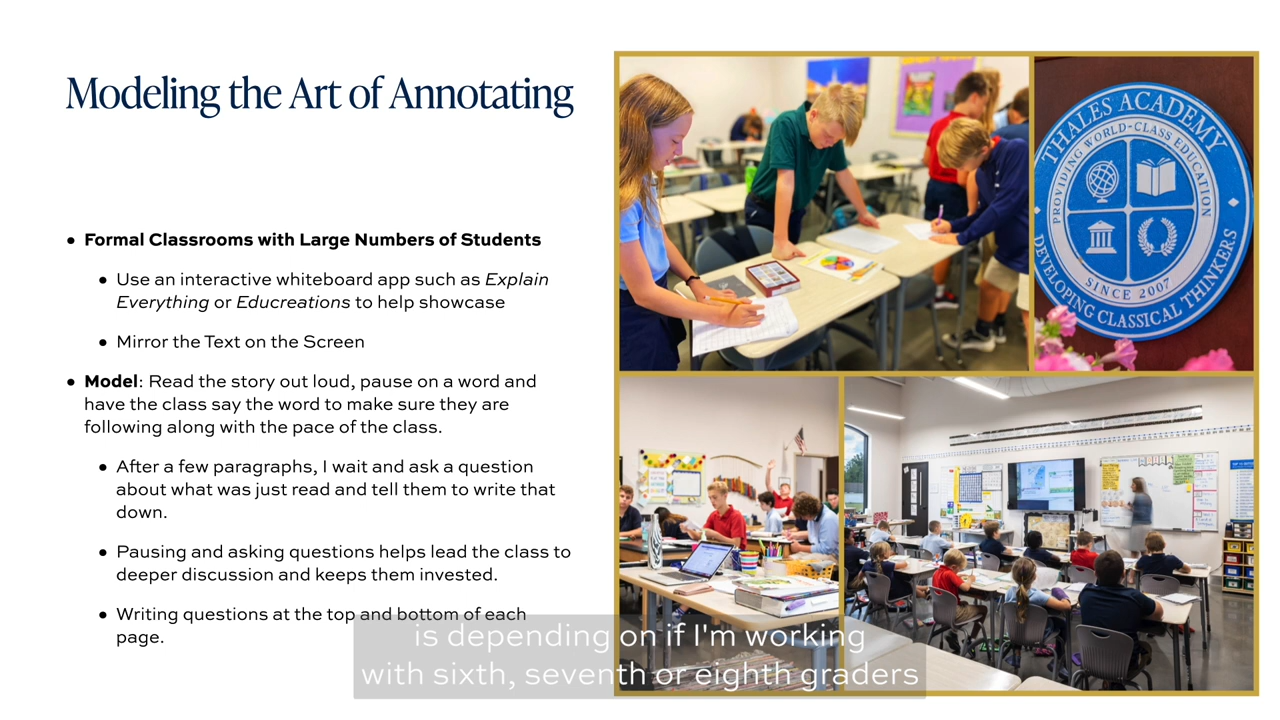 Modeling the Art of Annotating
● Formal Classrooms with Large Numbers of Students
● Use an interactive whiteboard app such as Explain
Everything or Educreations to help showcase
● Mirror the Text on the Screen
● Model: Read the story out loud, pause on a word and
have the class say the word to make sure they are
following along with the pace of the class.
● After a few paragraphs, I wait and ask a question
about what was just read and tell them to write that
down.
● Pausing and asking questions helps lead the class to
deeper discussion and keeps them invested.
● Writing questions at the top and bottom of each
page.
THALES ACADEMY
PROVIDING WORLD-CLASS EDUCATION
SINCE 2007
DEVELOPING CLASSICAL THINKERS
is depending on if I'm working
with sixth, seventh or eighth graders